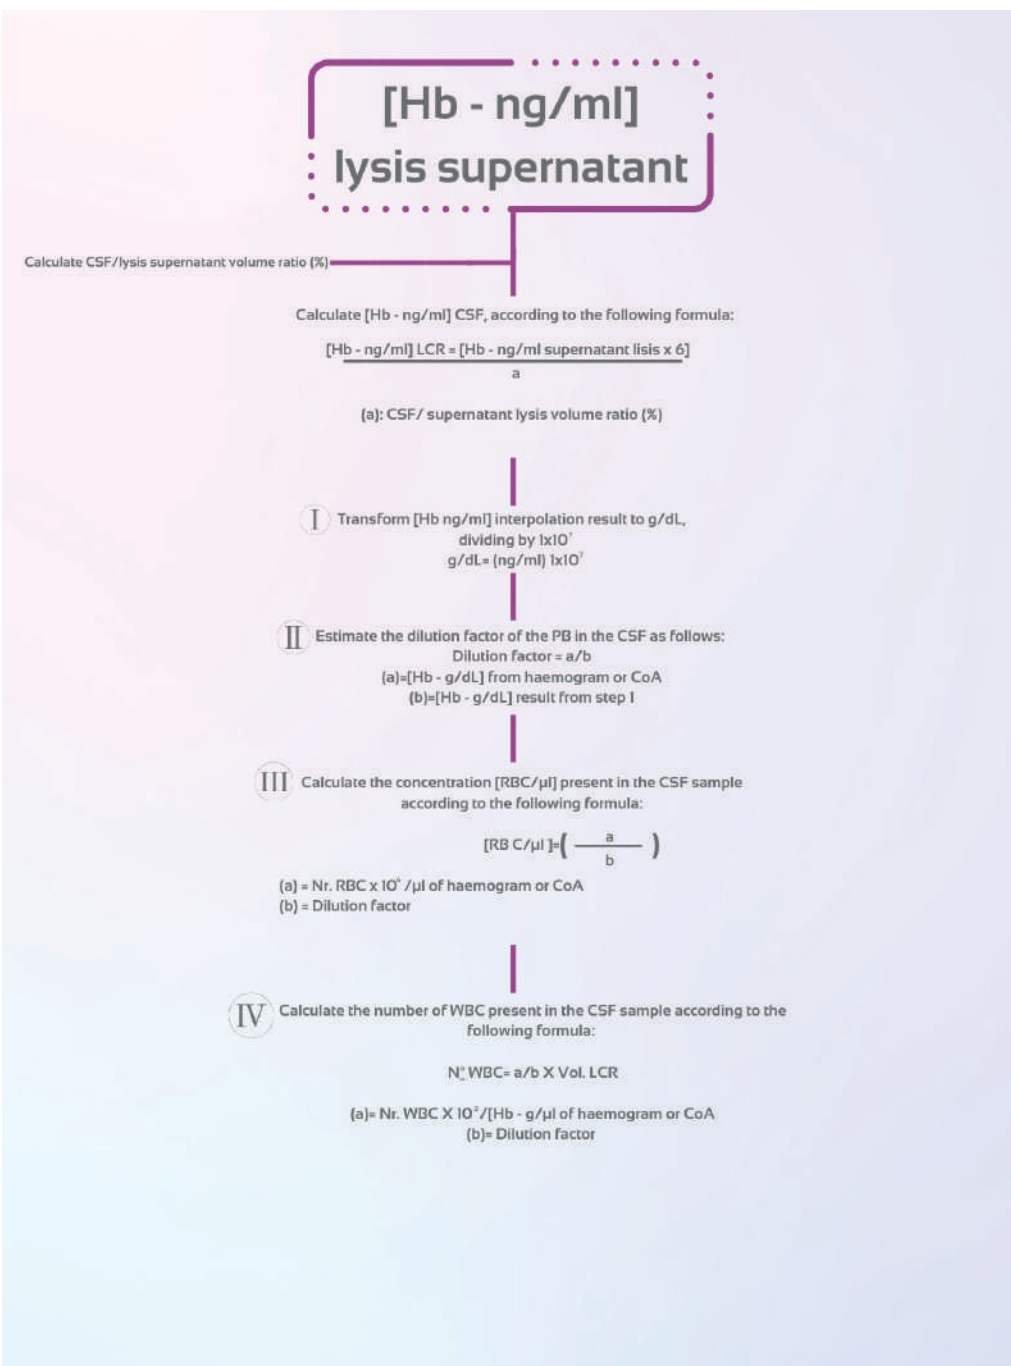 [Hb - ng/ml]
lysis supernatant
Calculate CSF/lysis supernatant volume ratio (%)
Calculate [Hb - ng/ml] CSF, according to the following formula:
[Hb - ng/ml] LCR = [Hb - ng/ml supernatant lisis x 6]
a
(a): CSF/ supernatant lysis volume ratio (%)
I Transform [Hb ng/ml] interpolation result to g/dL,
dividing by 1x10⁷
g/dL= (ng/ml) 1x10⁷
II Estimate the dilution factor of the PB in the CSF as follows:
Dilution factor = a/b
(a)=[Hb - g/dL] from haemogram or CoA
(b)=[Hb - g/dL] result from step I
III Calculate the concentration [RBC/µl] present in the CSF sample
according to the following formula:
[RB C/µl ]=( a
b )
(a) = Nr. RBC x 10⁶ /µl of haemogram or CoA
(b) = Dilution factor
IV Calculate the number of WBC present in the CSF sample according to the
following formula:
Nº WBC= a/b X Vol. LCR
(a)= Nr. WBC X 10³/[Hb - g/µl of haemogram or CoA
(b)= Dilution factor